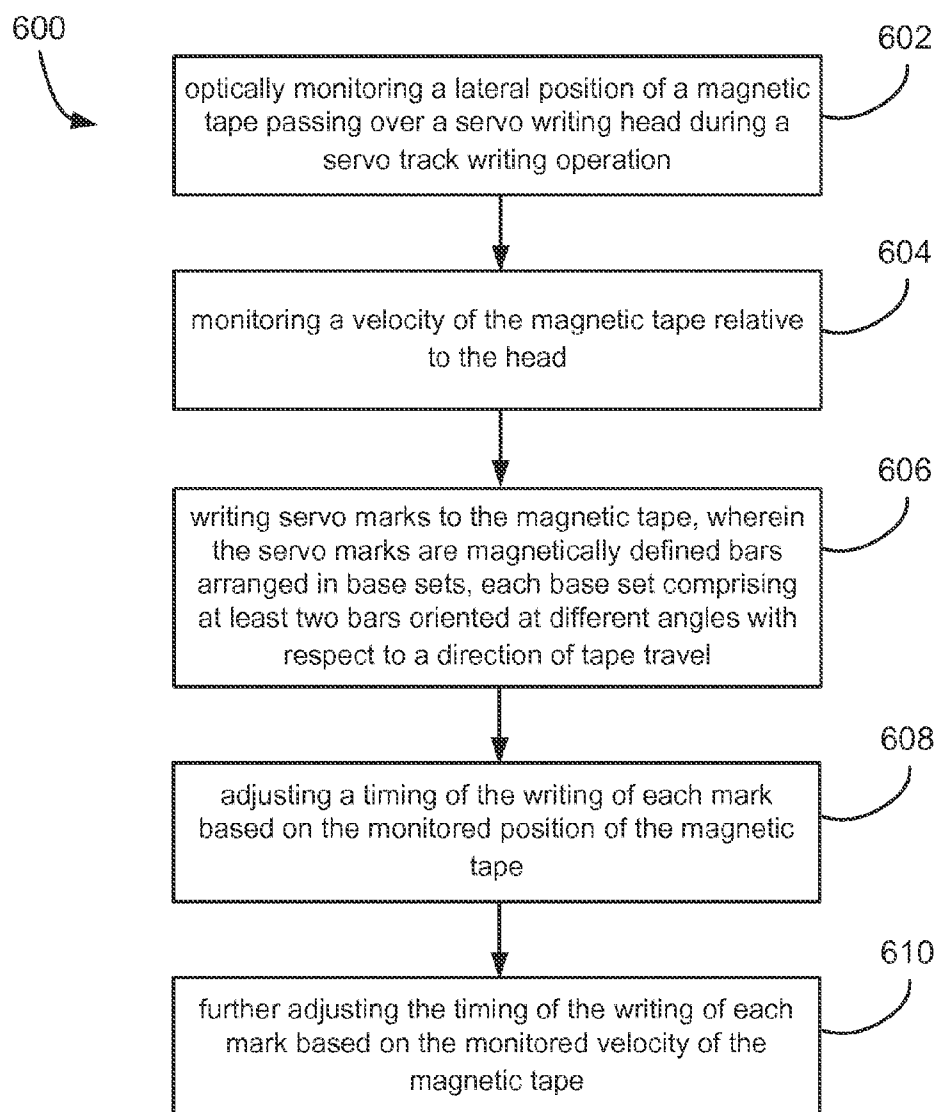 600
602
optically monitoring a lateral position of a magnetic
tape passing over a servo writing head during a
servo track writing operation
604
monitoring a velocity of the magnetic tape relative
to the head
606
writing servo marks to the magnetic tape, wherein
the servo marks are magnetically defined bars
arranged in base sets, each base set comprising
at least two bars oriented at different angles with
respect to a direction of tape travel
608
adjusting a timing of the writing of each mark
based on the monitored position of the magnetic
tape
610
further adjusting the timing of the writing of each
mark based on the monitored velocity of the
magnetic tape